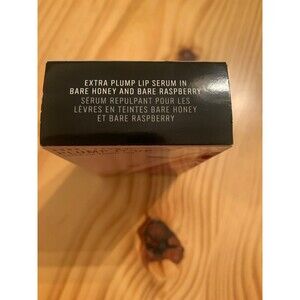 EXTRA PLUMP LIP SERUM IN
BARE HONEY AND BARE RASPBERRY
SÉRUM REPULPANT POUR LES
LÈVRES EN TEINTES BARE HONEY
ET BARE RASPBERRY